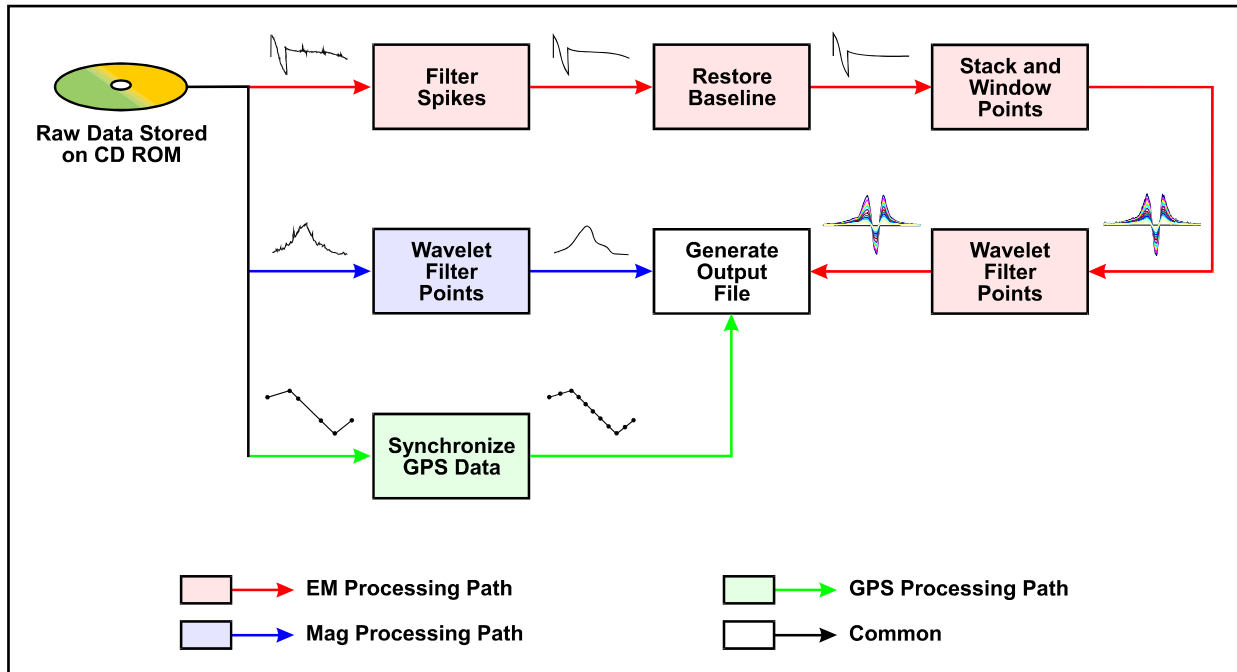 Raw Data Stored
on CD ROM
Filter
Spikes
Restore
Baseline
Stack and
Window
Points
Wavelet
Filter
Points
Generate
Output
File
Wavelet
Filter
Points
Synchronize
GPS Data
EM Processing Path
Mag Processing Path
GPS Processing Path
Common